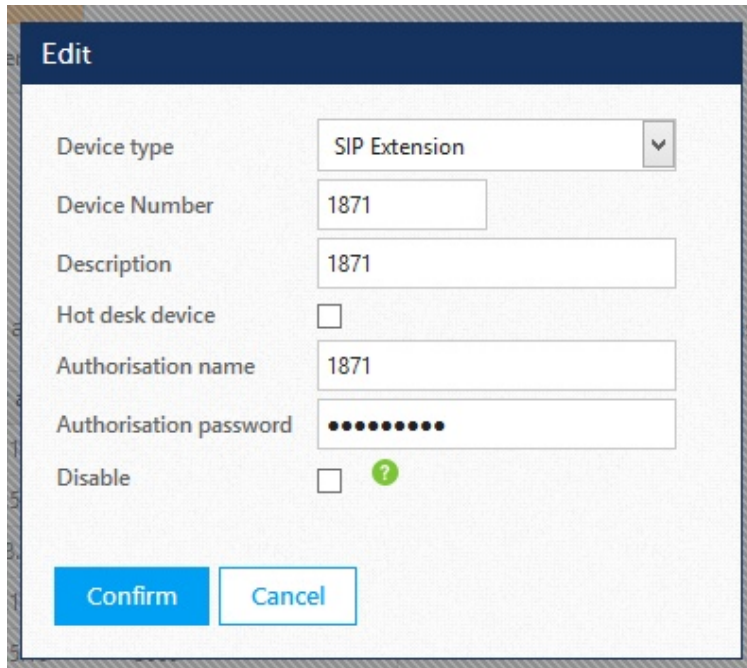 Edit
Device type SIP Extension
Device Number 1871
Description 1871
Hot desk device
Authorisation name 1871
Authorisation password •••••••••
Disable ?
Confirm Cancel